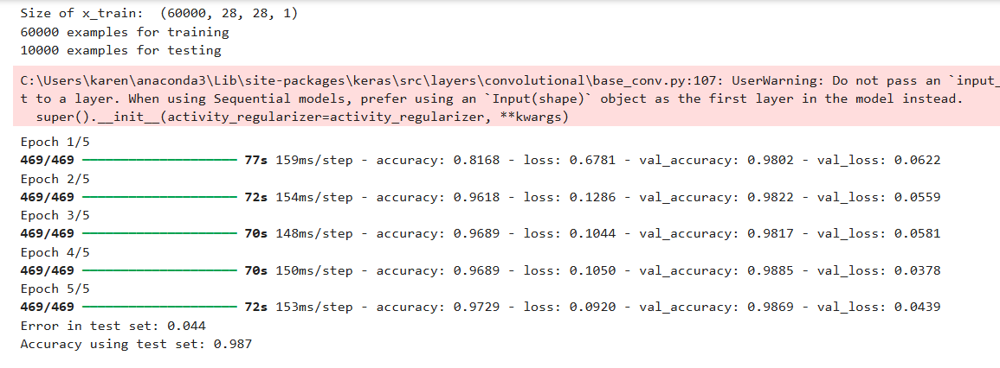 Size of x_train:  (60000, 28, 28, 1)
60000 examples for training
10000 examples for testing
C:\Users\karen\anaconda3\Lib\site-packages\keras\src\layers\convolutional\base_conv.py:107: UserWarning: Do not pass an `input_
t to a layer. When using Sequential models, prefer using an `Input(shape)` object as the first layer in the model instead.
  super().__init__(activity_regularizer=activity_regularizer, **kwargs)
Epoch 1/5
469/469 ━━━━━━━━━━━━━━━━━━━━ 77s 159ms/step - accuracy: 0.8168 - loss: 0.6781 - val_accuracy: 0.9802 - val_loss: 0.0622
Epoch 2/5
469/469 ━━━━━━━━━━━━━━━━━━━━ 72s 154ms/step - accuracy: 0.9618 - loss: 0.1286 - val_accuracy: 0.9822 - val_loss: 0.0559
Epoch 3/5
469/469 ━━━━━━━━━━━━━━━━━━━━ 70s 148ms/step - accuracy: 0.9689 - loss: 0.1044 - val_accuracy: 0.9817 - val_loss: 0.0581
Epoch 4/5
469/469 ━━━━━━━━━━━━━━━━━━━━ 70s 150ms/step - accuracy: 0.9689 - loss: 0.1050 - val_accuracy: 0.9885 - val_loss: 0.0378
Epoch 5/5
469/469 ━━━━━━━━━━━━━━━━━━━━ 72s 153ms/step - accuracy: 0.9729 - loss: 0.0920 - val_accuracy: 0.9869 - val_loss: 0.0439
Error in test set: 0.044
Accuracy using test set: 0.987